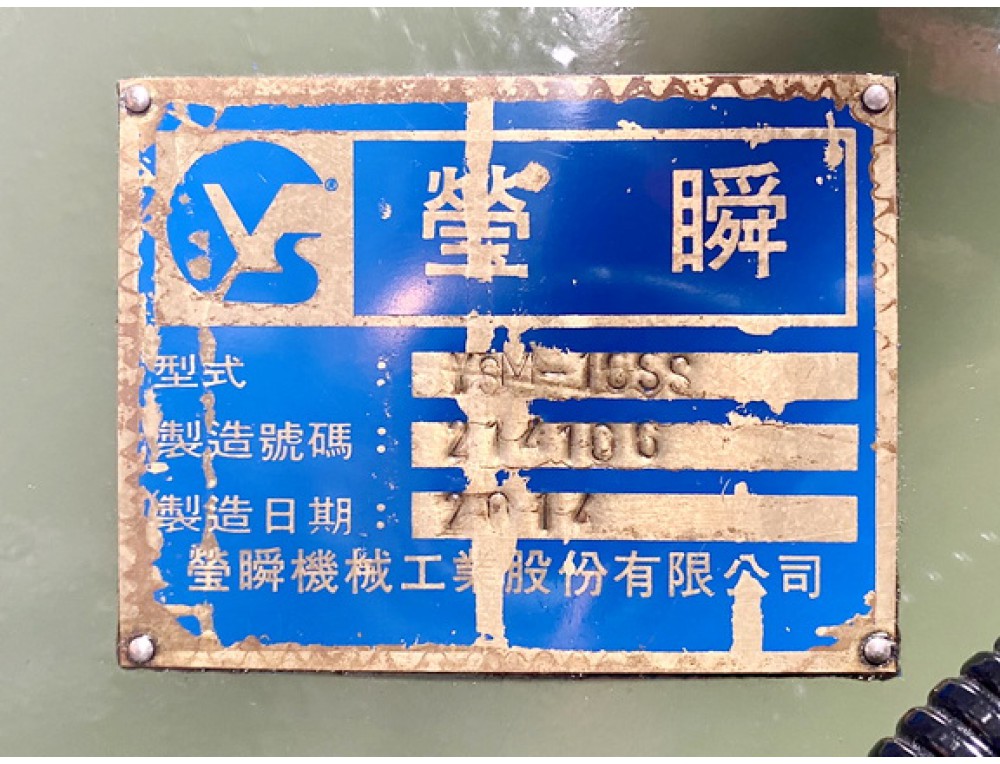 YS® 瑩瞬
型式 : YSM-16SS
製造號碼 : 214106
製造日期 : 2014
瑩瞬機械工業股份有限公司